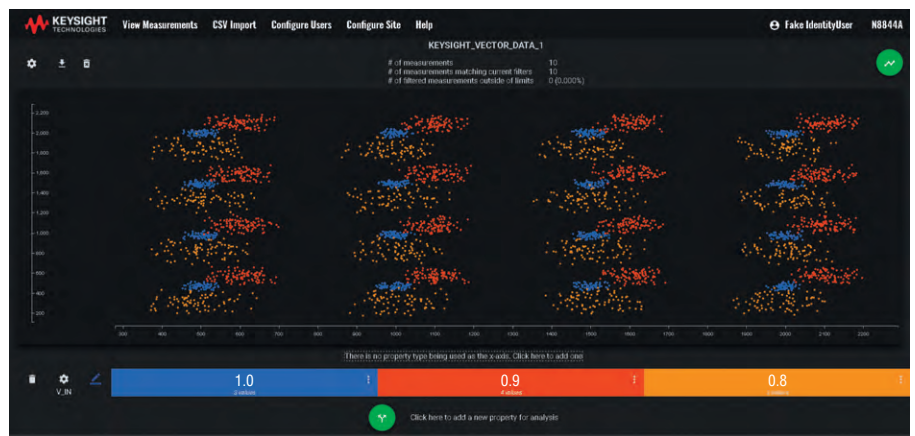 KEYSIGHT
TECHNOLOGIES
View Measurements CSV Import Configure Users Configure Site Help
Fake IdentityUser N8844A
KEYSIGHT_VECTOR_DATA_1
# of measurements 10
# of measurements matching current filters 10
# of filtered measurements outside of limits 0 (0.000%)
2,200
2,000
1,800
1,600
1,400
1,200
1,000
800
600
400
200
300 400 500 600 700 800 900 1000 1100 1200 1300 1400 1500 1600 1700 1800 1900 2000 2100 2200
There is no property type being used as the x-axis. Click here to add one
V_IN
1.0 0.9 0.8
values 4 values
Click here to add a new property for analysis